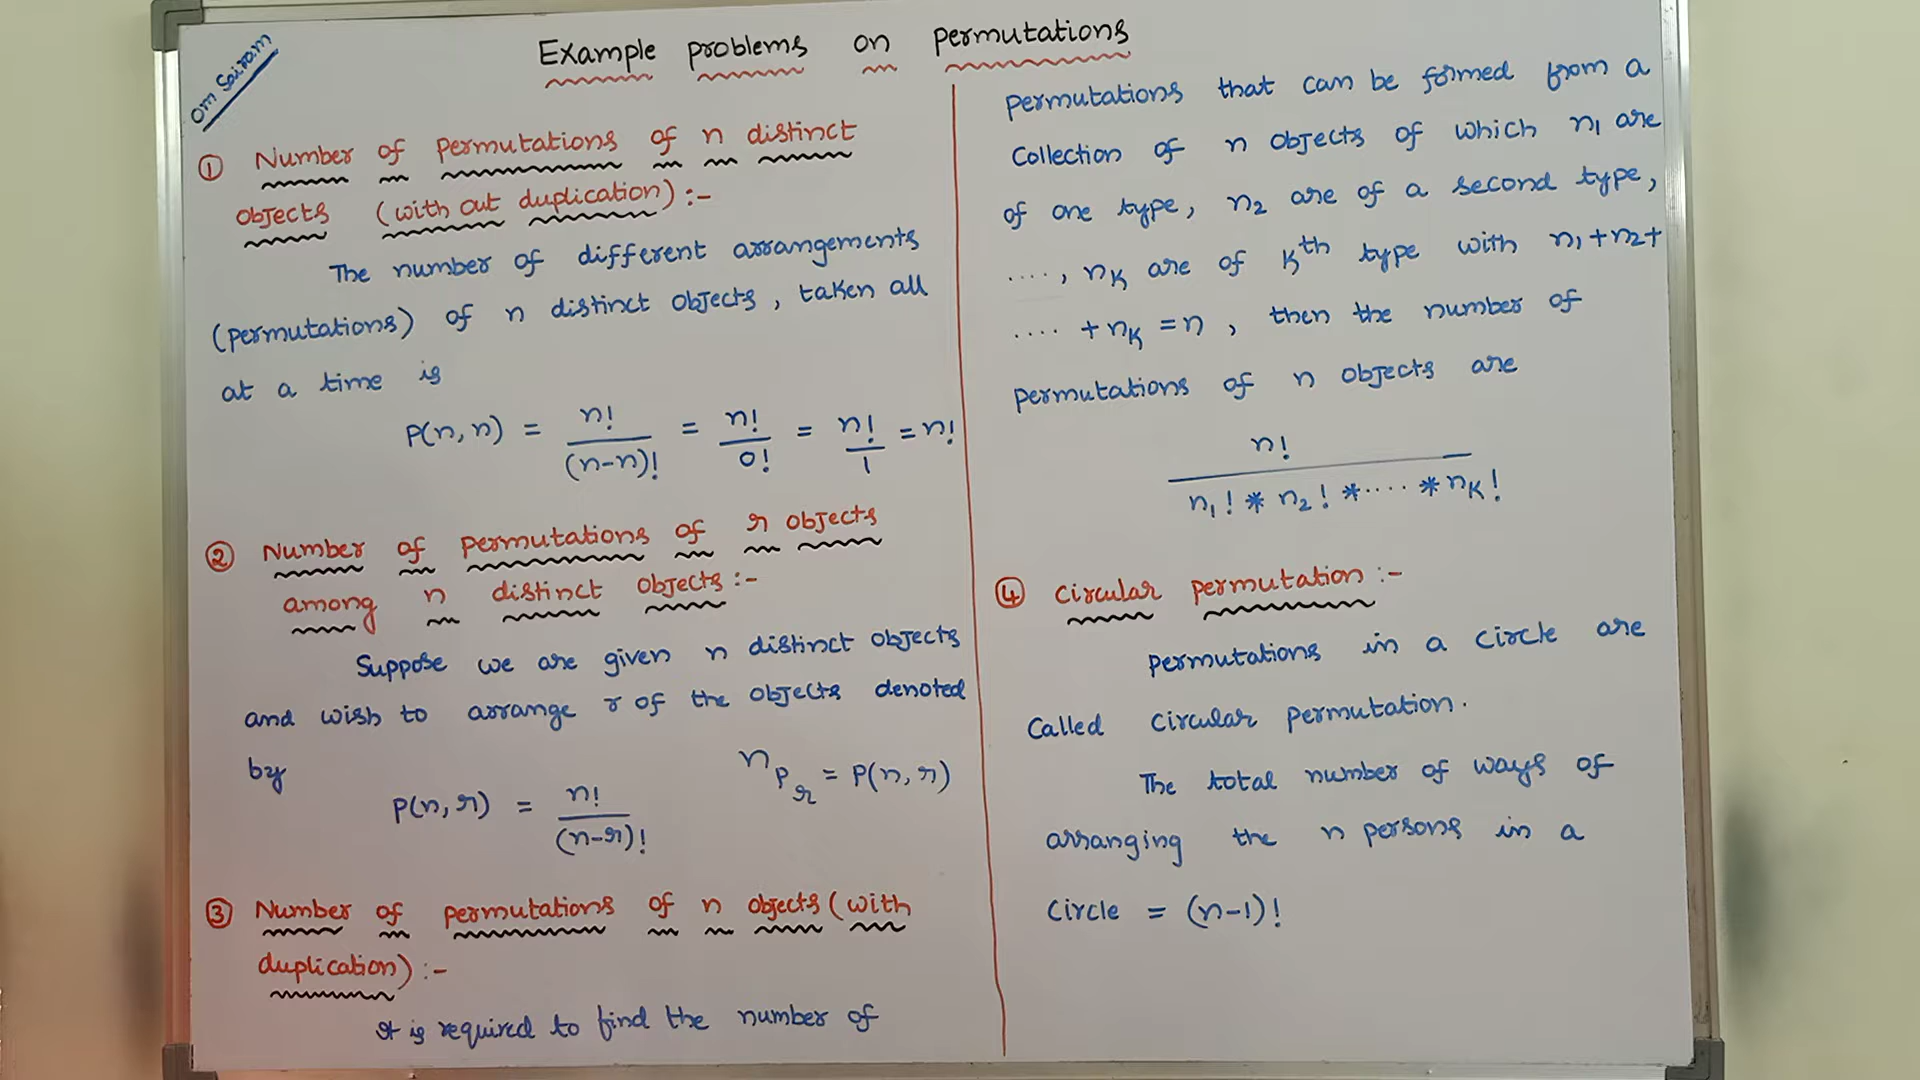 Om Sairam
Example problems on permutations
① Number of permutations of n distinct
objects (with out duplication) :-
The number of different arrangements
(permutations) of n distinct objects, taken all
at a time is
P(n, n) = n!/(n-n)! = n!/0! = n!/1 = n!
② Number of permutations of r objects
among n distinct objects :-
Suppose we are given n distinct objects
and wish to arrange r of the objects denoted
by
nPr = P(n, r)
P(n, r) = n!/(n-r)!
③ Number of permutations of n objects (with
duplication) :-
It is required to find the number of
permutations that can be formed from a
collection of n objects of which n₁ are
of one type, n₂ are of a second type,
...., nK are of Kth type with n₁+n₂+
.... + nK = n, then the number of
permutations of n objects are
n!/(n₁! * n₂! * .... * nK!)
④ Circular permutation :-
permutations in a circle are
called circular permutation.
The total number of ways of
arranging the n persons in a
circle = (n-1)!